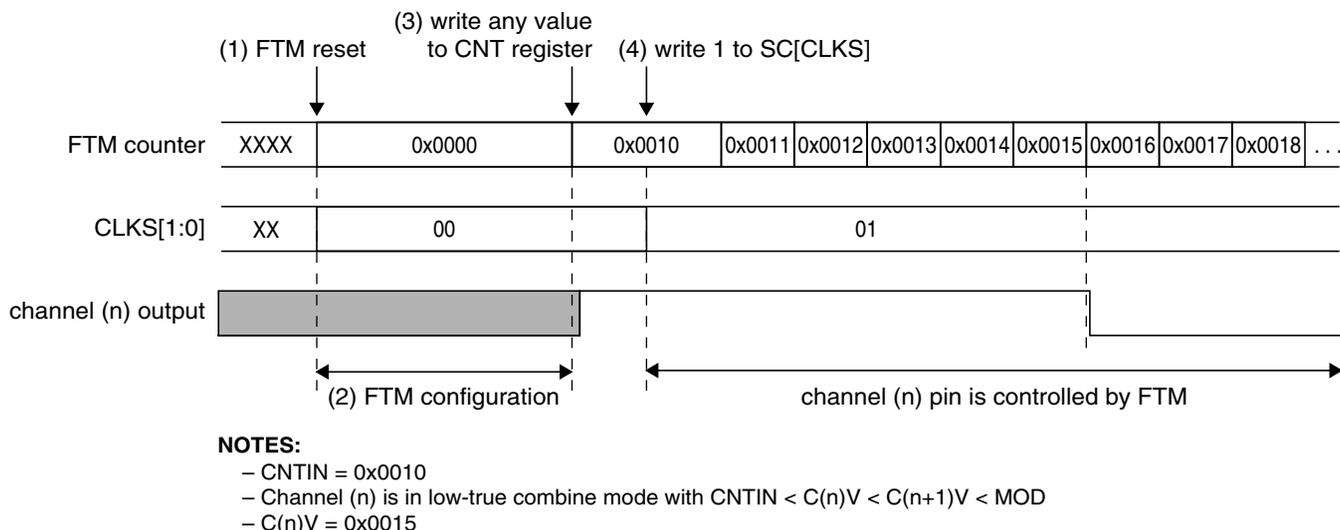 (3) write any value
(1) FTM reset
to CNT register
(4) write 1 to SC[CLKS]
FTM counter
XXXX
0x0000
0x0010
0x0011
0x0012
0x0013
0x0014
0x0015
0x0016
0x0017
0x0018
. . .
CLKS[1:0]
XX
00
01
channel (n) output
(2) FTM configuration
channel (n) pin is controlled by FTM
NOTES:
– CNTIN = 0x0010
– Channel (n) is in low-true combine mode with CNTIN < C(n)V < C(n+1)V < MOD
– C(n)V = 0x0015